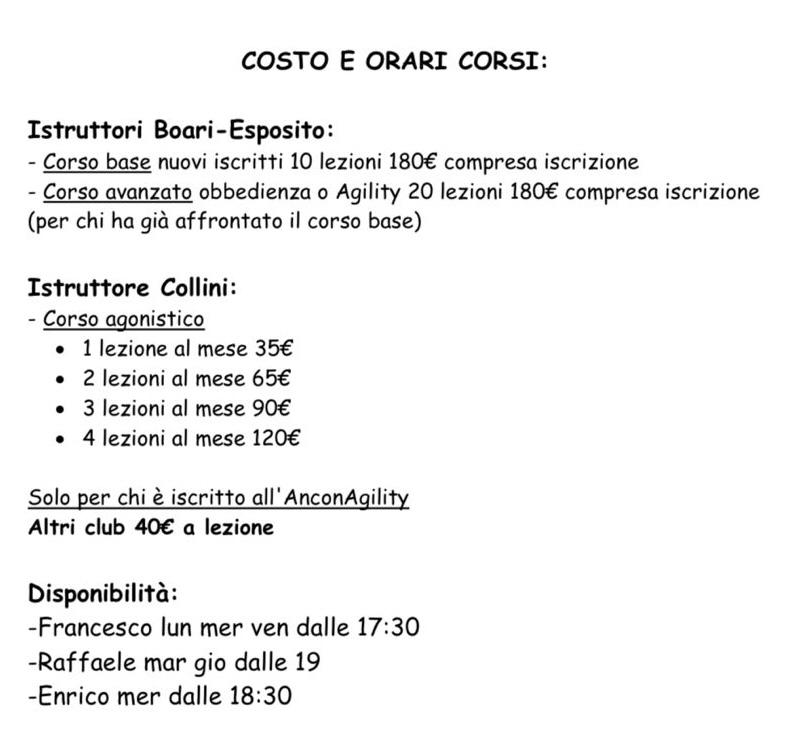 COSTO E ORARI CORSI:
Istruttori Boari-Esposito:
- Corso base nuovi iscritti 10 lezioni 180€ compresa iscrizione
- Corso avanzato obbedienza o Agility 20 lezioni 180€ compresa iscrizione
(per chi ha già affrontato il corso base)
Istruttore Collini:
- Corso agonistico
• 1 lezione al mese 35€
• 2 lezioni al mese 65€
• 3 lezioni al mese 90€
• 4 lezioni al mese 120€
Solo per chi è iscritto all'AnconAgility
Altri club 40€ a lezione
Disponibilità:
-Francesco lun mer ven dalle 17:30
-Raffaele mar gio dalle 19
-Enrico mer dalle 18:30